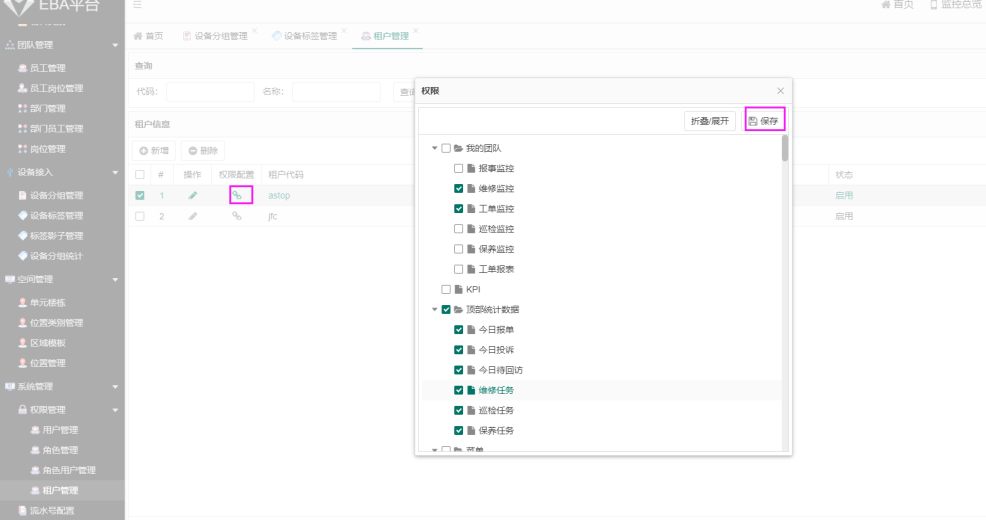 EBA平台
首页
监控总览
团队管理
员工管理
员工岗位管理
部门管理
部门员工管理
岗位管理
设备接入
设备分组管理
设备标签管理
标签影子管理
设备分组统计
空间管理
单元楼栋
位置类别管理
区域模板
位置管理
系统管理
权限管理
用户管理
角色管理
角色用户管理
租户管理
流水号配置
首页 设备分组管理 设备标签管理 租户管理
查询
代码: 名称:
租户信息
新增 删除
# 操作 权限配置 租户代码 状态
1 astop 启用
2 jfc 启用
权限
折叠/展开 保存
我的团队
报事监控
维修监控
工单监控
巡检监控
保养监控
工单报表
KPI
顶部统计数据
今日报单
今日投诉
今日待回访
维修任务
巡检任务
保养任务
菜单